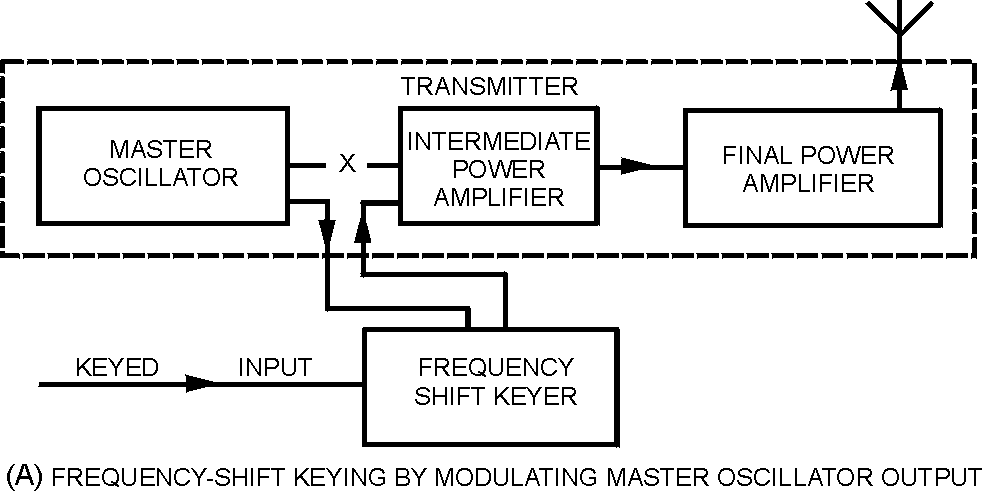 TRANSMITTER
MASTER
OSCILLATOR
X
INTERMEDIATE
POWER
AMPLIFIER
FINAL POWER
AMPLIFIER
KEYED INPUT
FREQUENCY
SHIFT KEYER
(A) FREQUENCY-SHIFT KEYING BY MODULATING MASTER OSCILLATOR OUTPUT